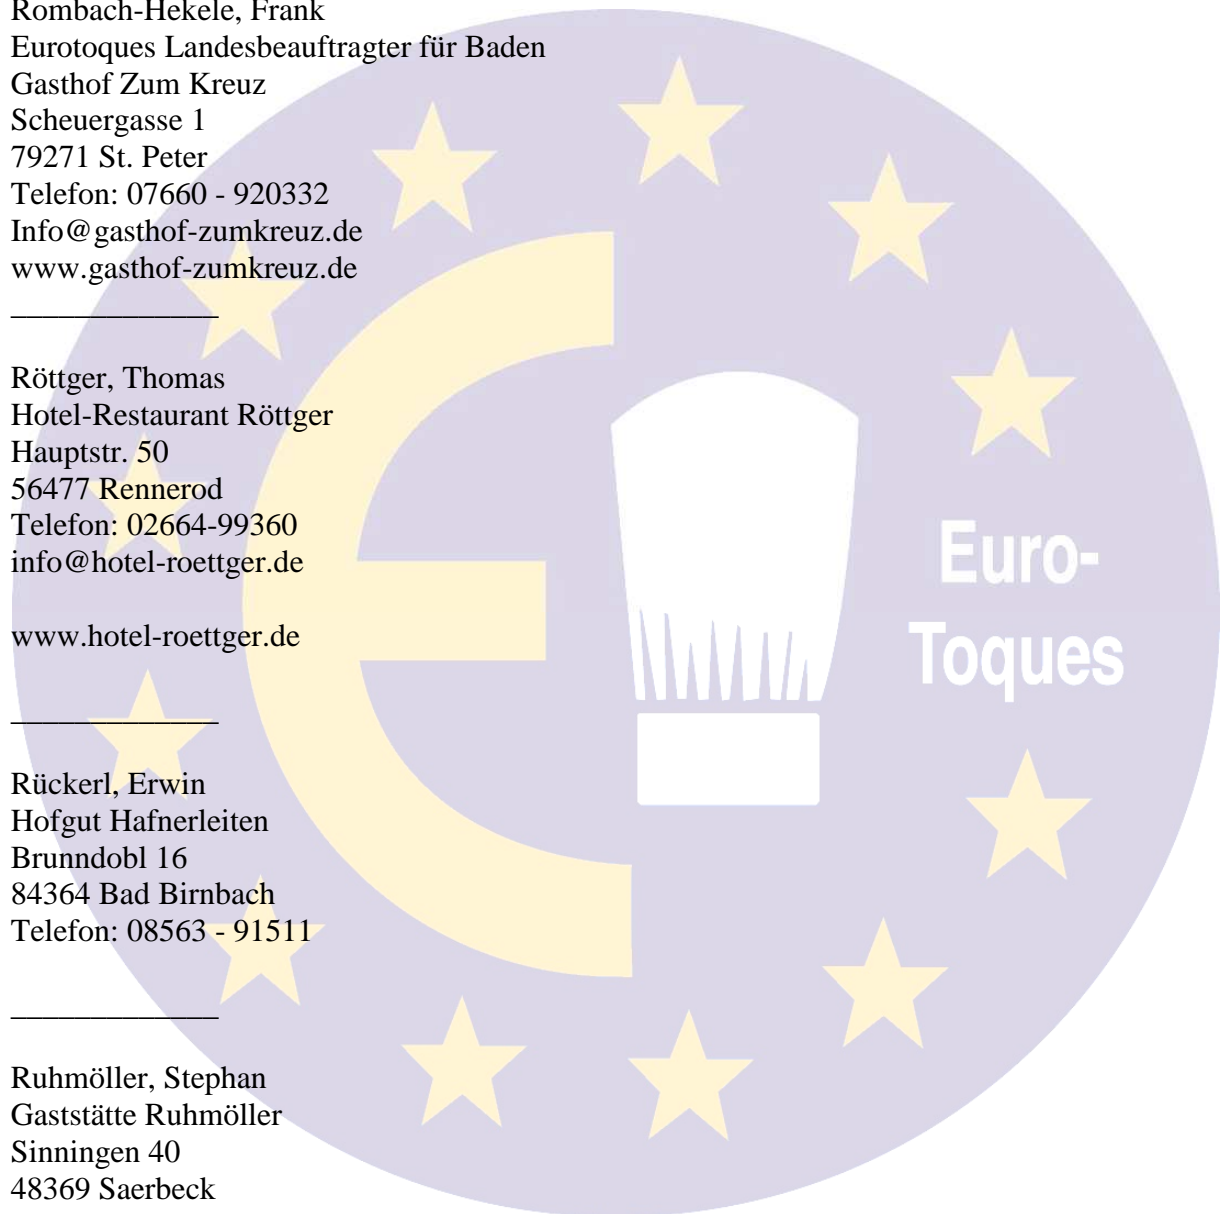 Rombach-Hekele, Frank
Eurotoques Landesbeauftragter für Baden
Gasthof Zum Kreuz
Scheuergasse 1
79271 St. Peter
Telefon: 07660 - 920332
Info@gasthof-zumkreuz.de
www.gasthof-zumkreuz.de
_____________
Röttger, Thomas
Hotel-Restaurant Röttger
Hauptstr. 50
56477 Rennerod
Telefon: 02664-99360
info@hotel-roettger.de
www.hotel-roettger.de
_____________
Rückerl, Erwin
Hofgut Hafnerleiten
Brunndobl 16
84364 Bad Birnbach
Telefon: 08563 - 91511
_____________
Ruhmöller, Stephan
Gaststätte Ruhmöller
Sinningen 40
48369 Saerbeck
Euro-
Toques